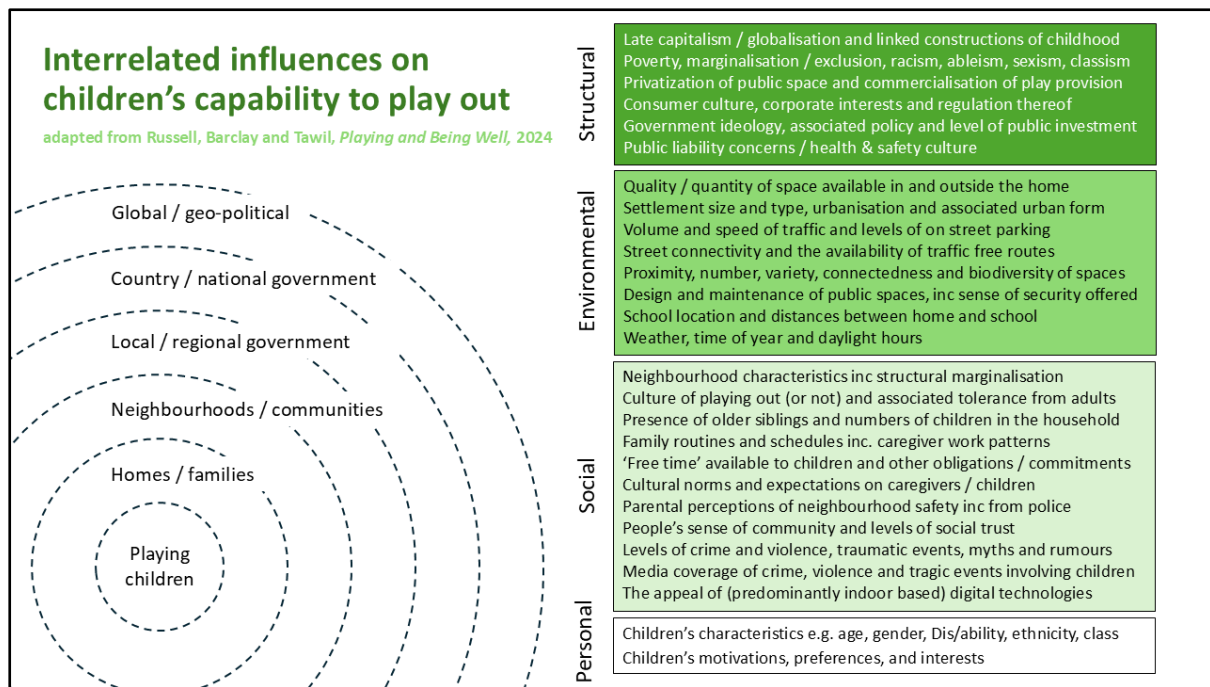 Interrelated influences on
children's capability to play out
adapted from Russell, Barclay and Tawil, Playing and Being Well, 2024
Global / geo-political
Country / national government
Local / regional government
Neighbourhoods / communities
Homes / families
Playing
children
Structural
Late capitalism / globalisation and linked constructions of childhood
Poverty, marginalisation / exclusion, racism, ableism, sexism, classism
Privatization of public space and commercialisation of play provision
Consumer culture, corporate interests and regulation thereof
Government ideology, associated policy and level of public investment
Public liability concerns / health & safety culture
Environmental
Quality / quantity of space available in and outside the home
Settlement size and type, urbanisation and associated urban form
Volume and speed of traffic and levels of on street parking
Street connectivity and the availability of traffic free routes
Proximity, number, variety, connectedness and biodiversity of spaces
Design and maintenance of public spaces, inc sense of security offered
School location and distances between home and school
Weather, time of year and daylight hours
Social
Neighbourhood characteristics inc structural marginalisation
Culture of playing out (or not) and associated tolerance from adults
Presence of older siblings and numbers of children in the household
Family routines and schedules inc. caregiver work patterns
‘Free time’ available to children and other obligations / commitments
Cultural norms and expectations on caregivers / children
Parental perceptions of neighbourhood safety inc from police
People’s sense of community and levels of social trust
Levels of crime and violence, traumatic events, myths and rumours
Media coverage of crime, violence and tragic events involving children
The appeal of (predominantly indoor based) digital technologies
Personal
Children’s characteristics e.g. age, gender, Dis/ability, ethnicity, class
Children’s motivations, preferences, and interests